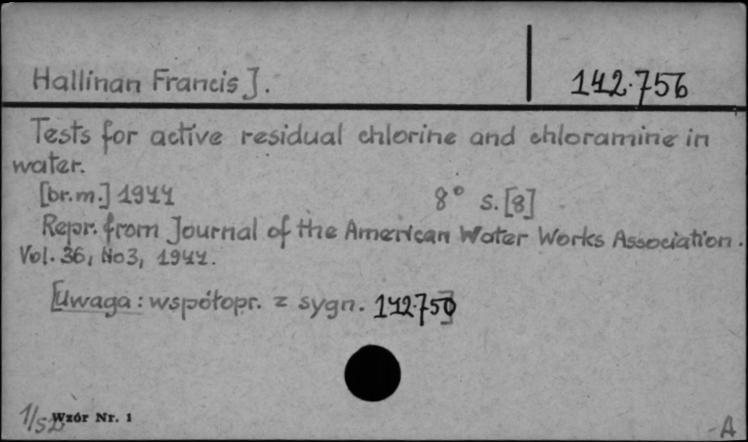 Hallinan Francis J.
142.756
Tests for active residual chlorine and chloramine in
water.
[br.m.] 1944 8° s.[8]
Repr. from Journal of the American Water Works Association.
Vol. 36, No 3, 1944.
[Uwaga: współopr. z sygn. 142.750]
Wzór Nr. 1
-A